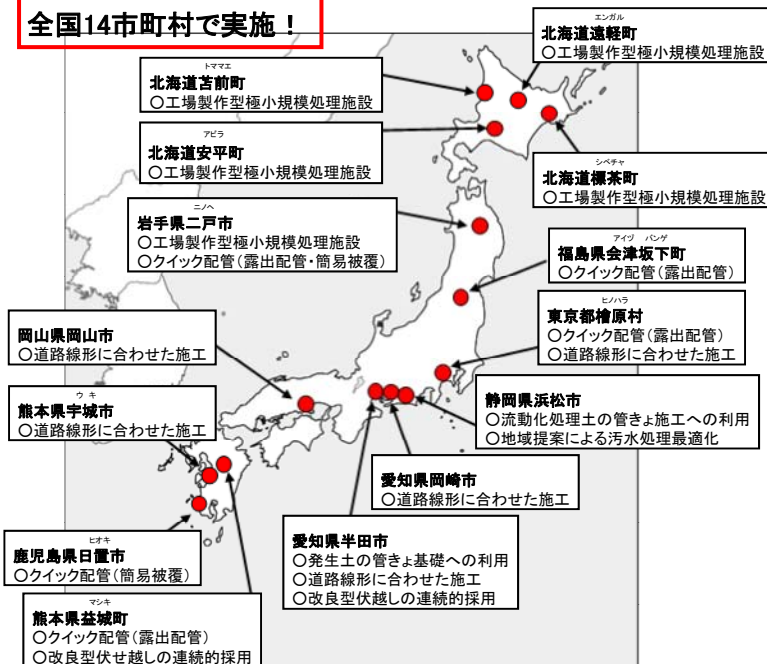 全国14市町村で実施！
エンガル
北海道遠軽町
○工場製作型極小規模処理施設
トママエ
北海道苫前町
○工場製作型極小規模処理施設
アビラ
北海道安平町
○工場製作型極小規模処理施設
シベチャ
北海道標茶町
○工場製作型極小規模処理施設
ニノヘ
岩手県二戸市
○工場製作型極小規模処理施設
○クイック配管（露出配管・簡易被覆）
アイヅ バンゲ
福島県会津坂下町
○クイック配管（露出配管）
ヒノハラ
東京都檜原村
○クイック配管（露出配管）
○道路線形に合わせた施工
岡山県岡山市
○道路線形に合わせた施工
ウキ
熊本県宇城市
○道路線形に合わせた施工
静岡県浜松市
○流動化処理土の管きょ施工への利用
○地域提案による汚水処理最適化
愛知県岡崎市
○道路線形に合わせた施工
愛知県半田市
○発生土の管きょ基礎への利用
○道路線形に合わせた施工
○改良型伏越しの連続的採用
ヒオキ
鹿児島県日置市
○クイック配管（簡易被覆）
マシキ
熊本県益城町
○クイック配管（露出配管）
○改良型伏せ越しの連続的採用